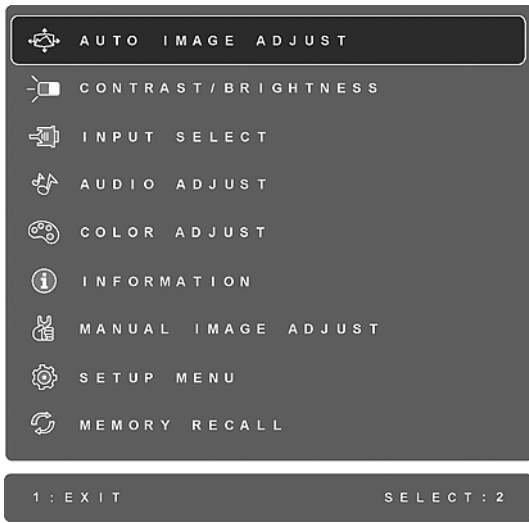 AUTO IMAGE ADJUST
CONTRAST/BRIGHTNESS
INPUT SELECT
AUDIO ADJUST
COLOR ADJUST
INFORMATION
MANUAL IMAGE ADJUST
SETUP MENU
MEMORY RECALL
1:EXIT SELECT:2